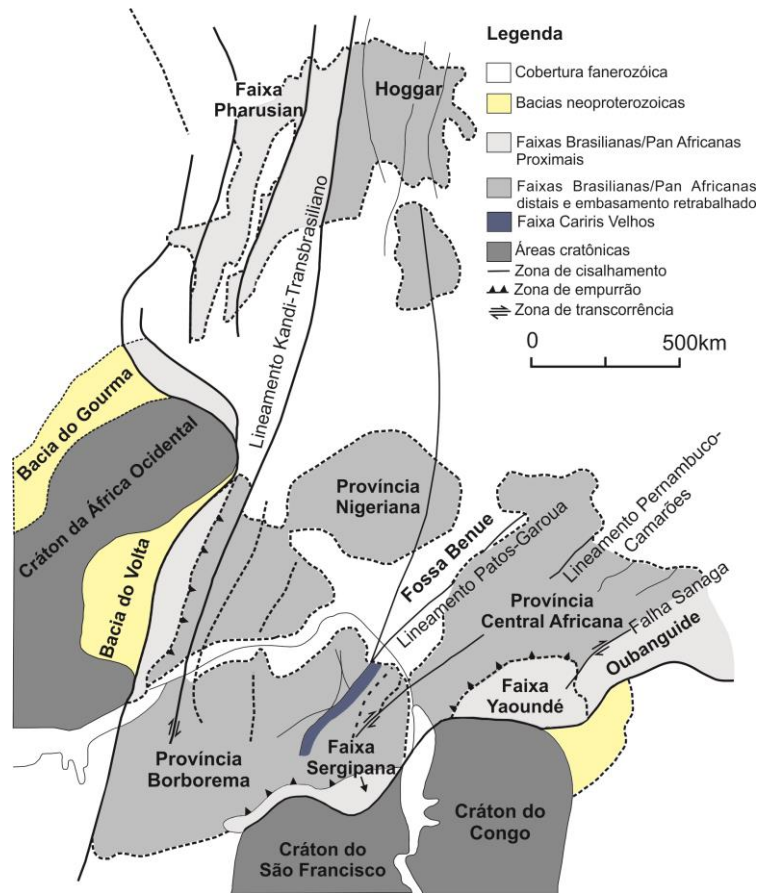 Legenda
Cobertura fanerozóica
Bacias neoproterozoicas
Faixas Brasilianas/Pan Africanas
Proximais
Faixas Brasilianas/Pan Africanas
distais e embasamento retrabalhado
Faixa Cariris Velhos
Áreas cratônicas
Zona de cisalhamento
Zona de empurrão
Zona de transcorrência
0 500km
Faixa
Pharusian
Hoggar
Lineamento Kandi-Transbrasiliano
Bacia do Gourma
Cráton da África Ocidental
Bacia do Volta
Província
Nigeriana
Fossa Benue
Lineamento Patos-Garoua
Lineamento Pernambuco-
Camarões
Província
Central Africana
Falha Sanaga
Oubanguide
Faixa
Yaoundé
Província
Borborema
Faixa
Sergipana
Cráton do
São Francisco
Cráton do
Congo